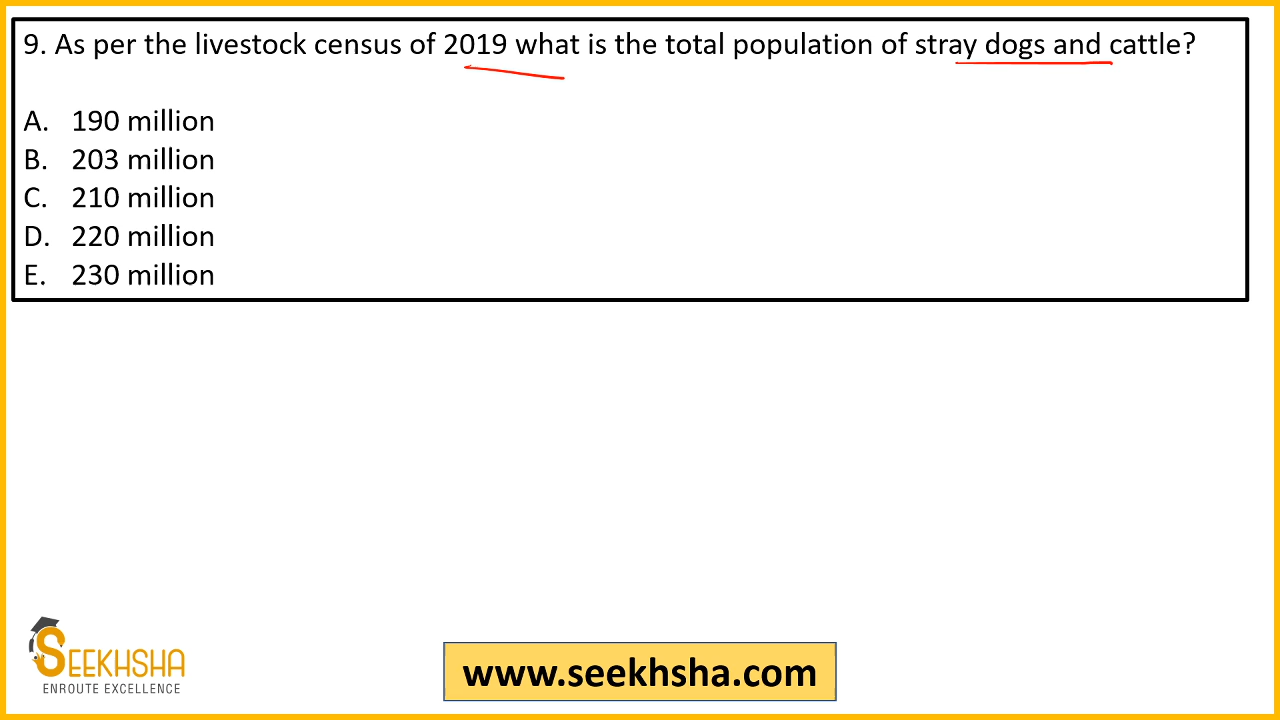 9. As per the livestock census of 2019 what is the total population of stray dogs and cattle?
A. 190 million
B. 203 million
C. 210 million
D. 220 million
E. 230 million
SEEKHSHA
ENROUTE EXCELLENCE
www.seekhsha.com